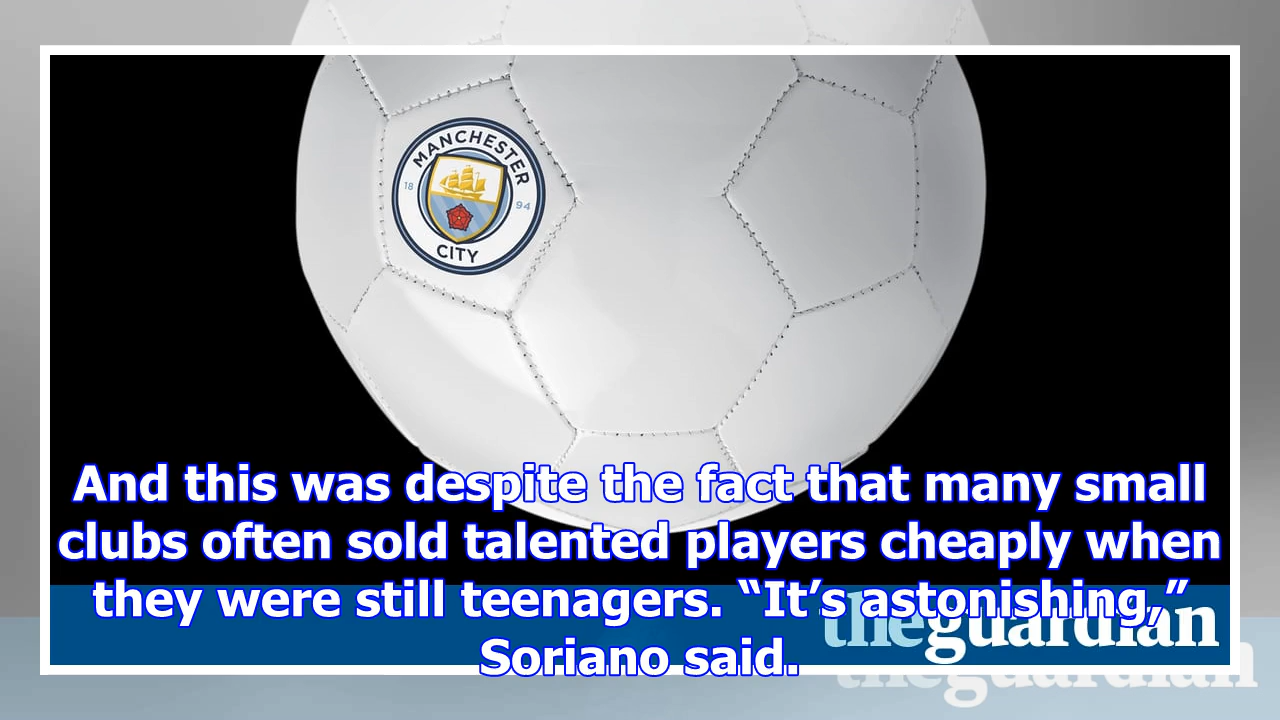 MANCHESTER
18 94
CITY
And this was despite the fact that many small
clubs often sold talented players cheaply when
they were still teenagers. “It’s astonishing,”
Soriano said.
theguardian
theguardian